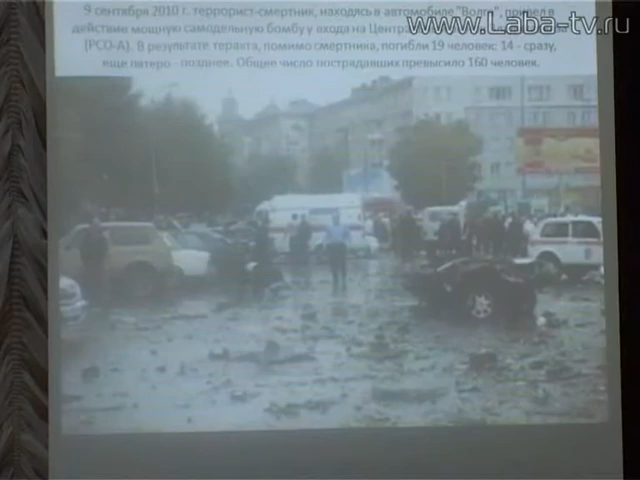 www.Laba-tv.ru
9 сентября 2010 г. террорист-смертник, находясь в автомобиле "Волга", привел в
действие мощную самодельную бомбу у входа на Центр
(РСО-А). В результате теракта, помимо смертника, погибли 19 человек: 14 - сразу,
еще пятеро - позднее. Общее число пострадавших превысило 160 человек.